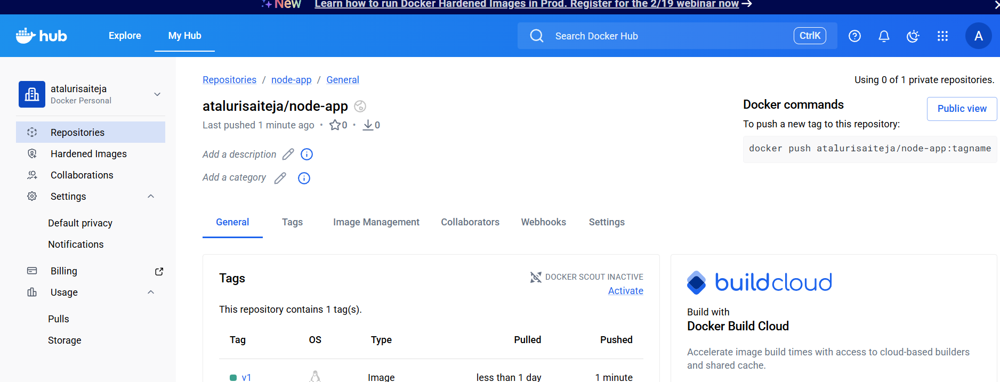 New Learn how to run Docker Hardened Images in Prod. Register for the 2/19 webinar now →
hub Explore My Hub Search Docker Hub CtrlK A
Repositories / node-app / General Using 0 of 1 private repositories.
atalurisaiteja
Docker Personal
Repositories
Hardened Images
Collaborations
Settings
Default privacy
Notifications
Billing
Usage
Pulls
Storage
atalurisaiteja/node-app
Last pushed 1 minute ago • 0 • 0
Add a description
Add a category
Docker commands
Public view
To push a new tag to this repository:
docker push atalurisaiteja/node-app:tagname
General Tags Image Management Collaborators Webhooks Settings
Tags
DOCKER SCOUT INACTIVE
Activate
This repository contains 1 tag(s).
Tag OS Type Pulled Pushed
v1 Image less than 1 day 1 minute
buildcloud
Build with
Docker Build Cloud
Accelerate image build times with access to cloud-based builders
and shared cache.